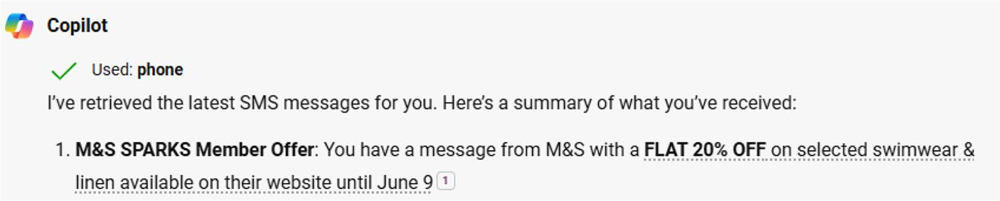 Copilot
Used: phone
I've retrieved the latest SMS messages for you. Here's a summary of what you've received:
1. M&S SPARKS Member Offer: You have a message from M&S with a FLAT 20% OFF on selected swimwear &
linen available on their website until June 9 1